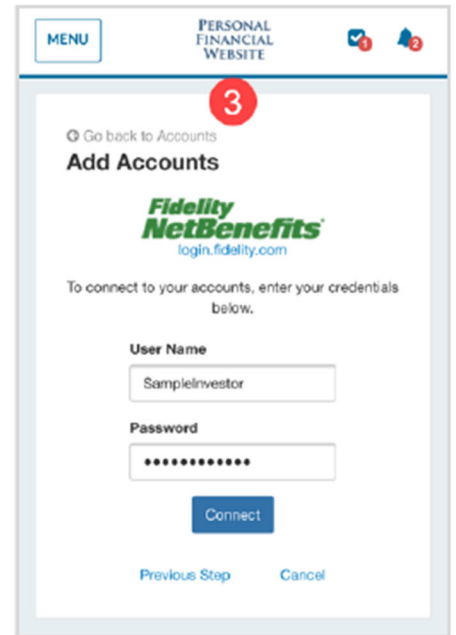 MENU
PERSONAL
FINANCIAL
WEBSITE
1
2
3
Go back to Accounts
Add Accounts
Fidelity
NetBenefits
login.fidelity.com
To connect to your accounts, enter your credentials
below.
User Name
SampleInvestor
Password
••••••••••••
Connect
Previous Step Cancel